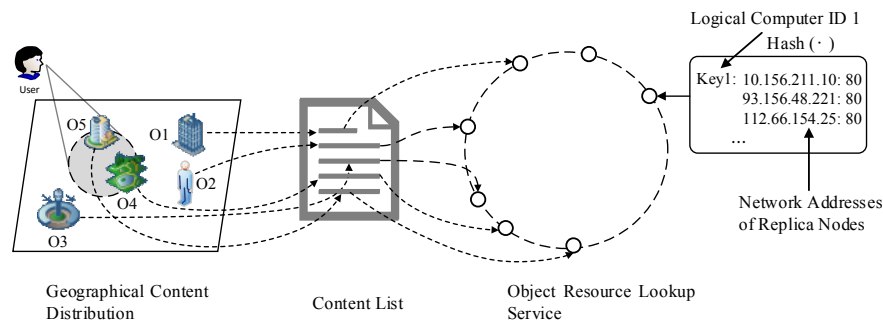 Logical Computer ID 1
Hash (·)
User
Key1: 10.156.211.10: 80
93.156.48.221: 80
112.66.154.25: 80
...
O5
O1
O2
O4
O3
Network Addresses
of Replica Nodes
Geographical Content
Distribution
Content List
Object Resource Lookup
Service